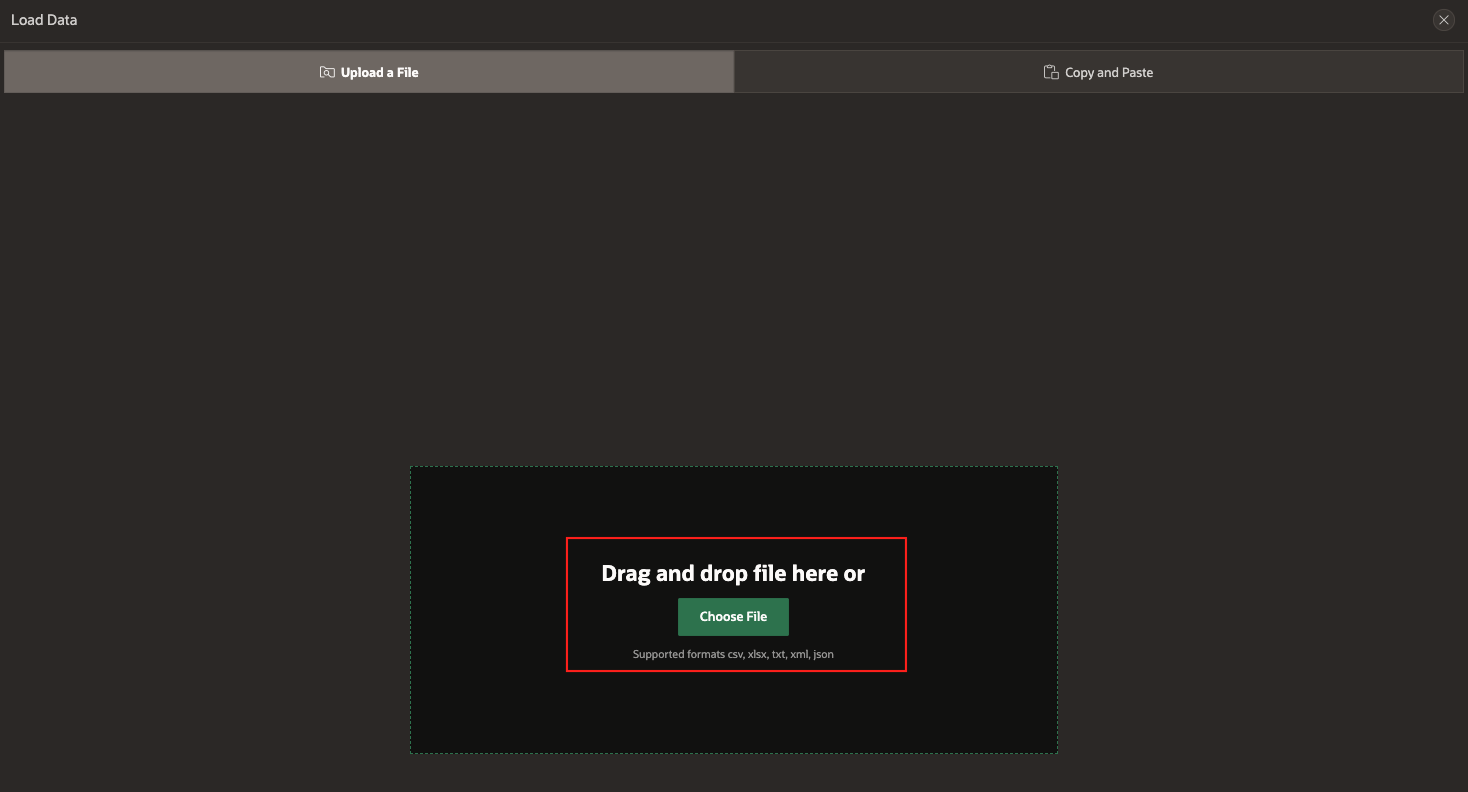 Load Data
Upload a File
Copy and Paste
Drag and drop file here or
Choose File
Supported formats csv, xlsx, txt, xml, json